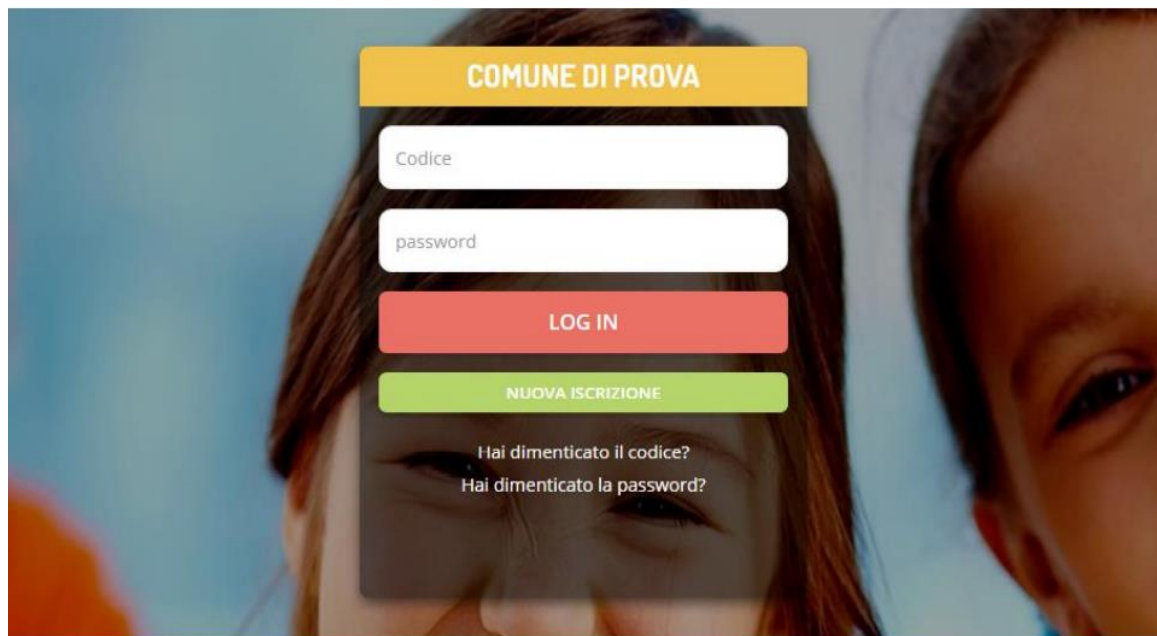 COMUNE DI PROVA
Codice
password
LOG IN
NUOVA ISCRIZIONE
Hai dimenticato il codice?
Hai dimenticato la password?